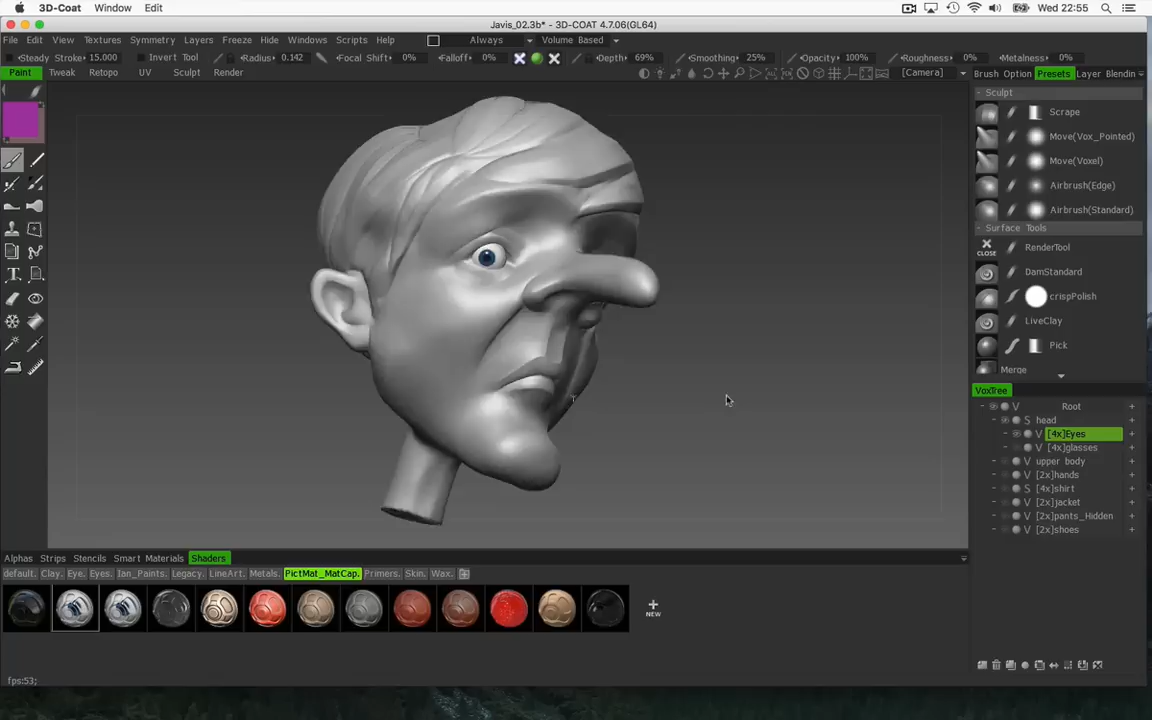 3D-Coat Window Edit Wed 22:55
Javis_02.3b* - 3D-COAT 4.7.06(GL64)
File Edit View Textures Symmetry Layers Freeze Hide Windows Scripts Help Always Volume Based
Steady Stroke: 15.000 Invert Tool Radius: 0.142 Focal Shift: 0% Falloff: 0% Depth: 69% Smoothing: 25% Opacity: 100% Roughness: 0% Metalness: 0%
Paint Tweak Retopo UV Sculpt Render [Camera] Brush Option Presets Layer Blendin
Sculpt
Scrape
Move(Vox_Pointed)
Move(Voxel)
Airbrush(Edge)
Airbrush(Standard)
Surface Tools
CLOSE RenderTool
DamStandard
crispPolish
LiveClay
Pick
Merge
VoxTree
V Root
S head
V [4x]Eyes
V [4x]glasses
V upper body
V [2x]hands
S [4x]shirt
V [2x]jacket
V [2x]pants_Hidden
V [2x]shoes
Alphas Strips Stencils Smart Materials Shaders
default. Clay. Eye. Eyes. Ian_Paints. Legacy. LineArt. Metals. PictMat_MatCap. Primers. Skin. Wax.
NEW
fps:53;